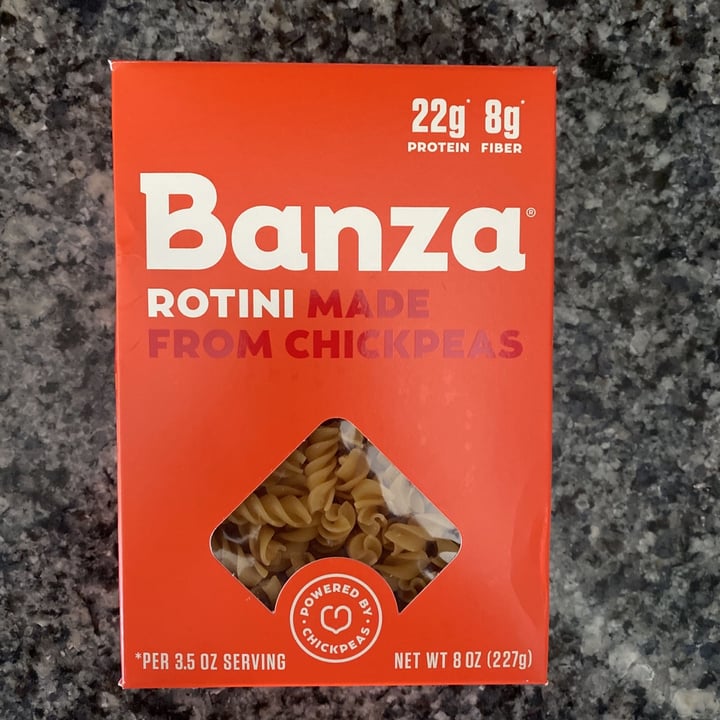 22g* 8g*
PROTEIN FIBER
Banza®
ROTINI MADE
FROM CHICKPEAS
• POWERED BY •
CHICKPEAS
*PER 3.5 OZ SERVING
NET WT 8 OZ (227g)